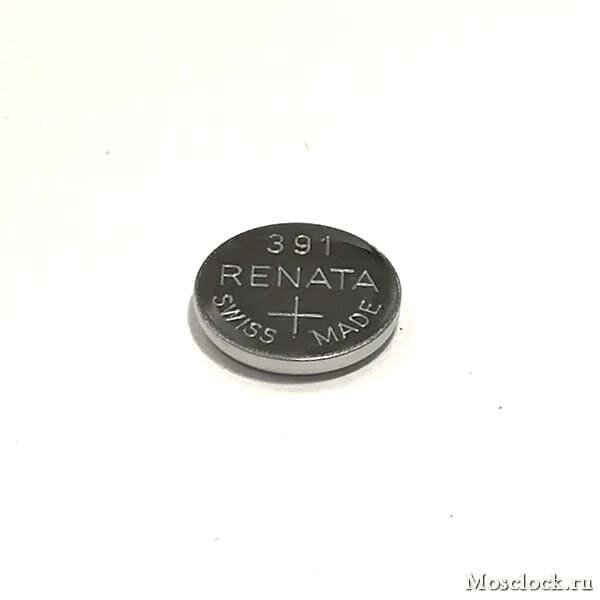 391
RENATA
+
SWISS MADE
Mosclock.ru